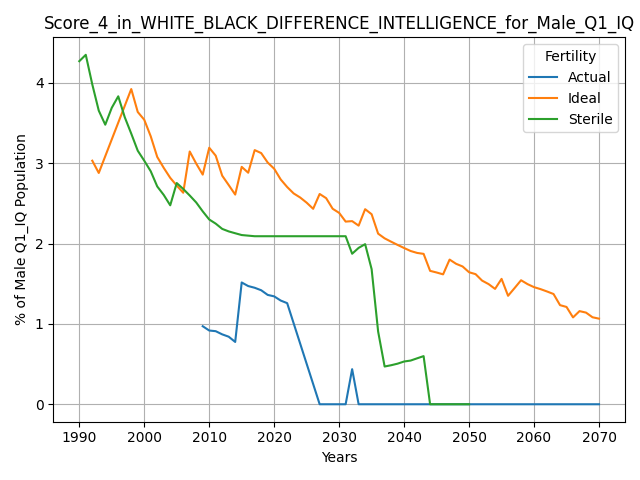 Score_4_in_WHITE_BLACK_DIFFERENCE_INTELLIGENCE_for_Male_Q1_IQ
Fertility
Actual
Ideal
Sterile
% of Male Q1_IQ Population
4
3
2
1
0
1990 2000 2010 2020 2030 2040 2050 2060 2070
Years